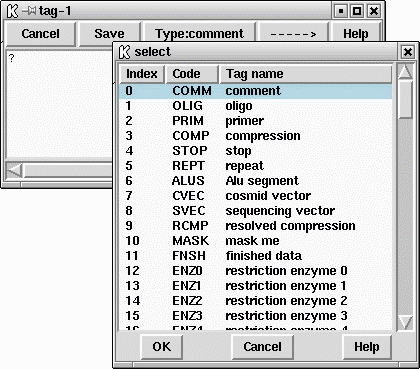 tag-1
Cancel Save Type:comment -----> Help
?
select
Index Code Tag name
0 COMM comment
1 OLIG oligo
2 PRIM primer
3 COMP compression
4 STOP stop
5 REPT repeat
6 ALUS Alu segment
7 CVEC cosmid vector
8 SVEC sequencing vector
9 RCMP resolved compression
10 MASK mask me
11 FNSH finished data
12 ENZ0 restriction enzyme 0
13 ENZ1 restriction enzyme 1
14 ENZ2 restriction enzyme 2
15 ENZ3 restriction enzyme 3
16 ENZ4 restriction enzyme 4
OK Cancel Help